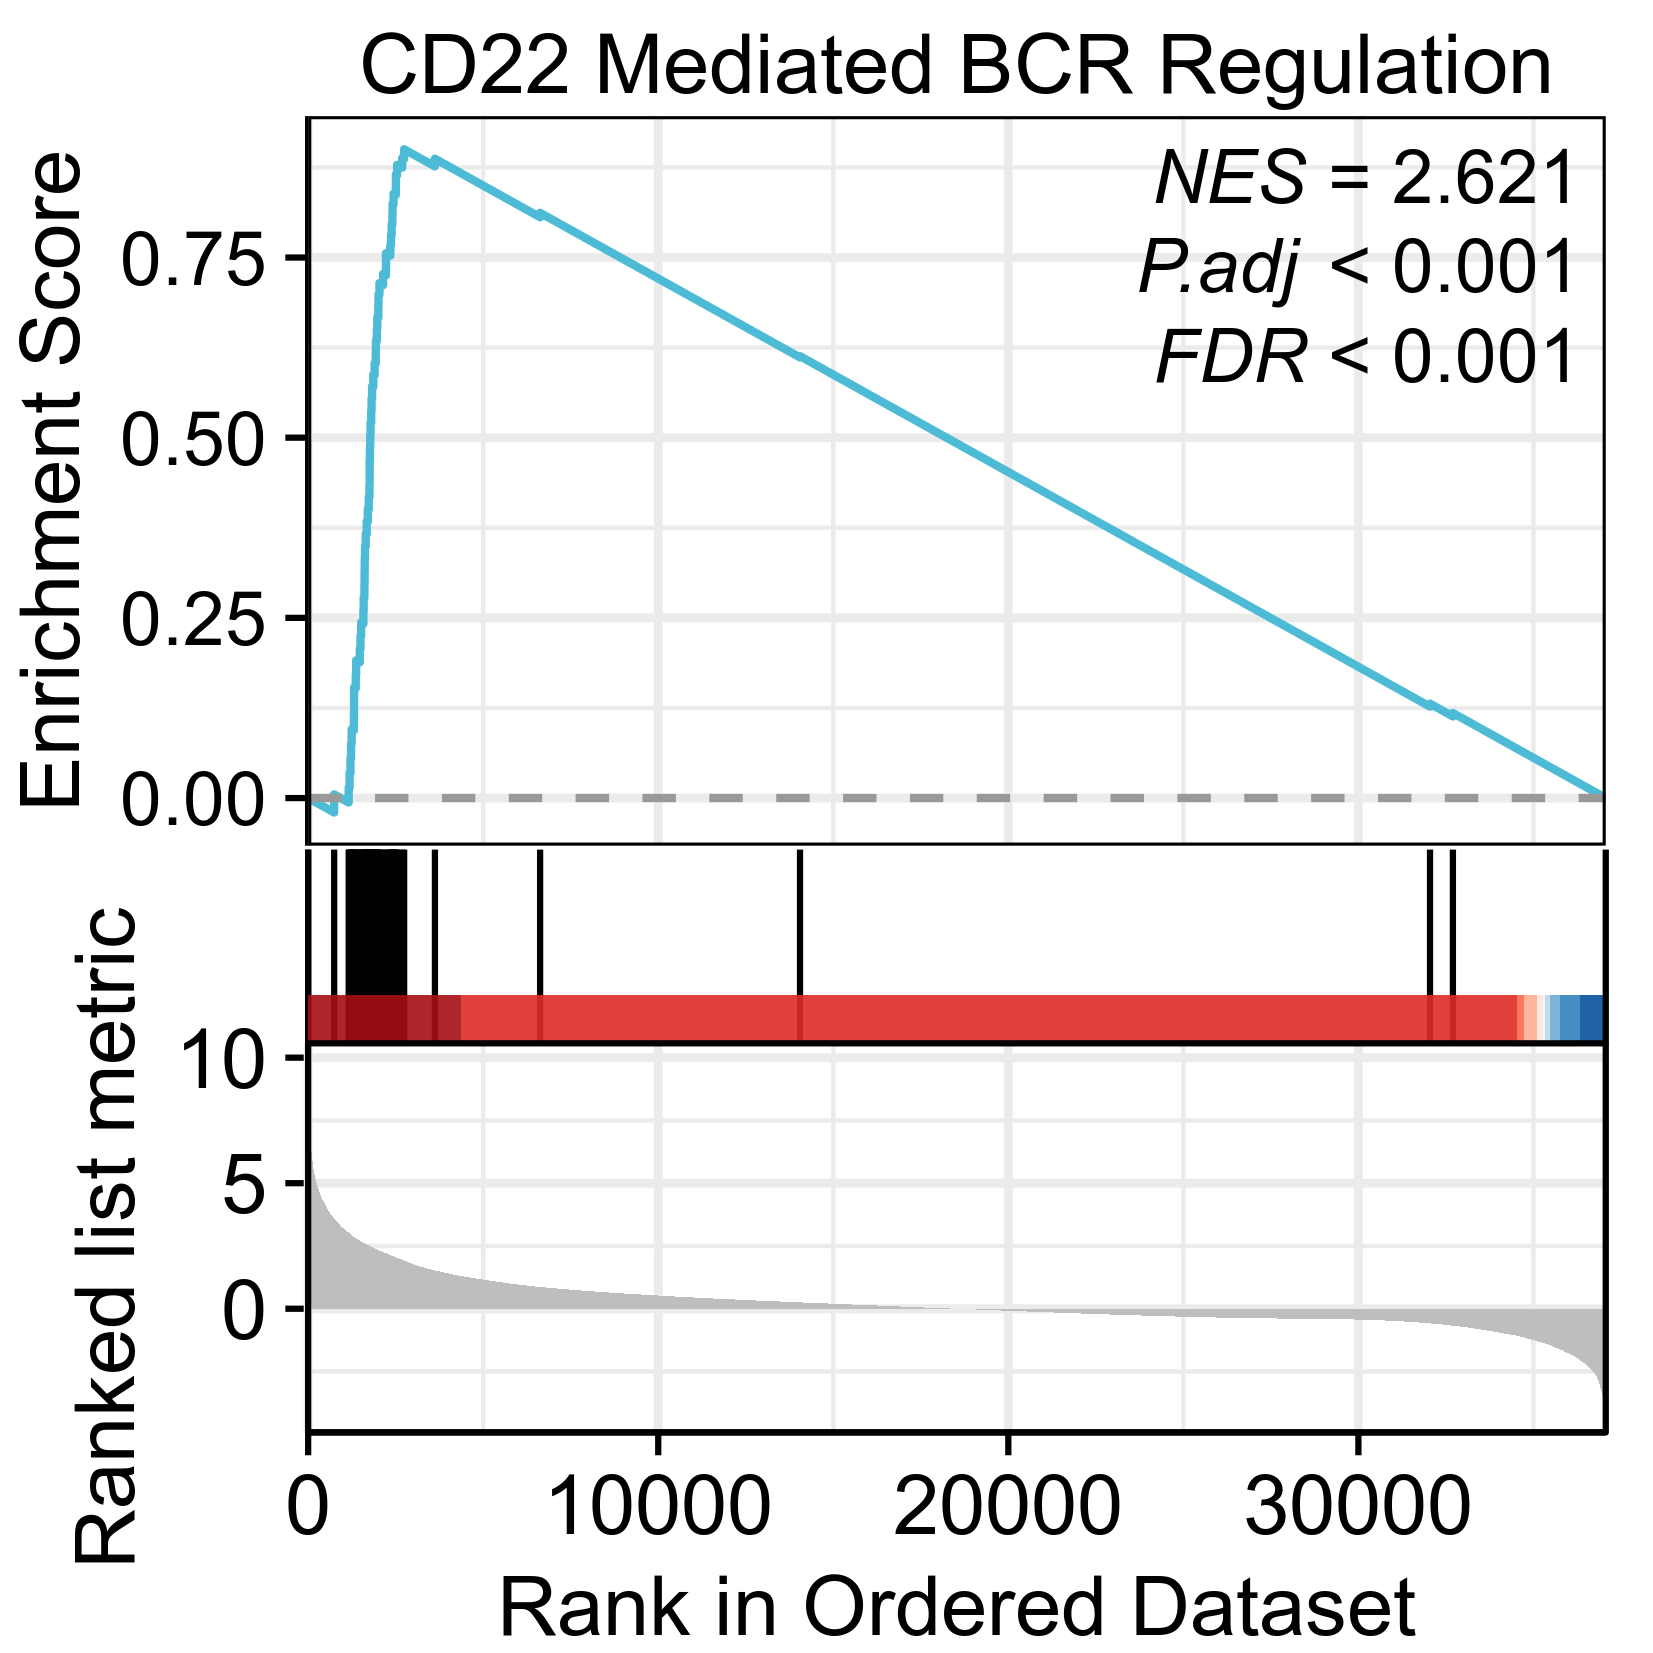 CD22 Mediated BCR Regulation
NES = 2.621
P.adj < 0.001
FDR < 0.001
Enrichment Score
0.75
0.50
0.25
0.00
Ranked list metric
10
5
0
0 10000 20000 30000
Rank in Ordered Dataset